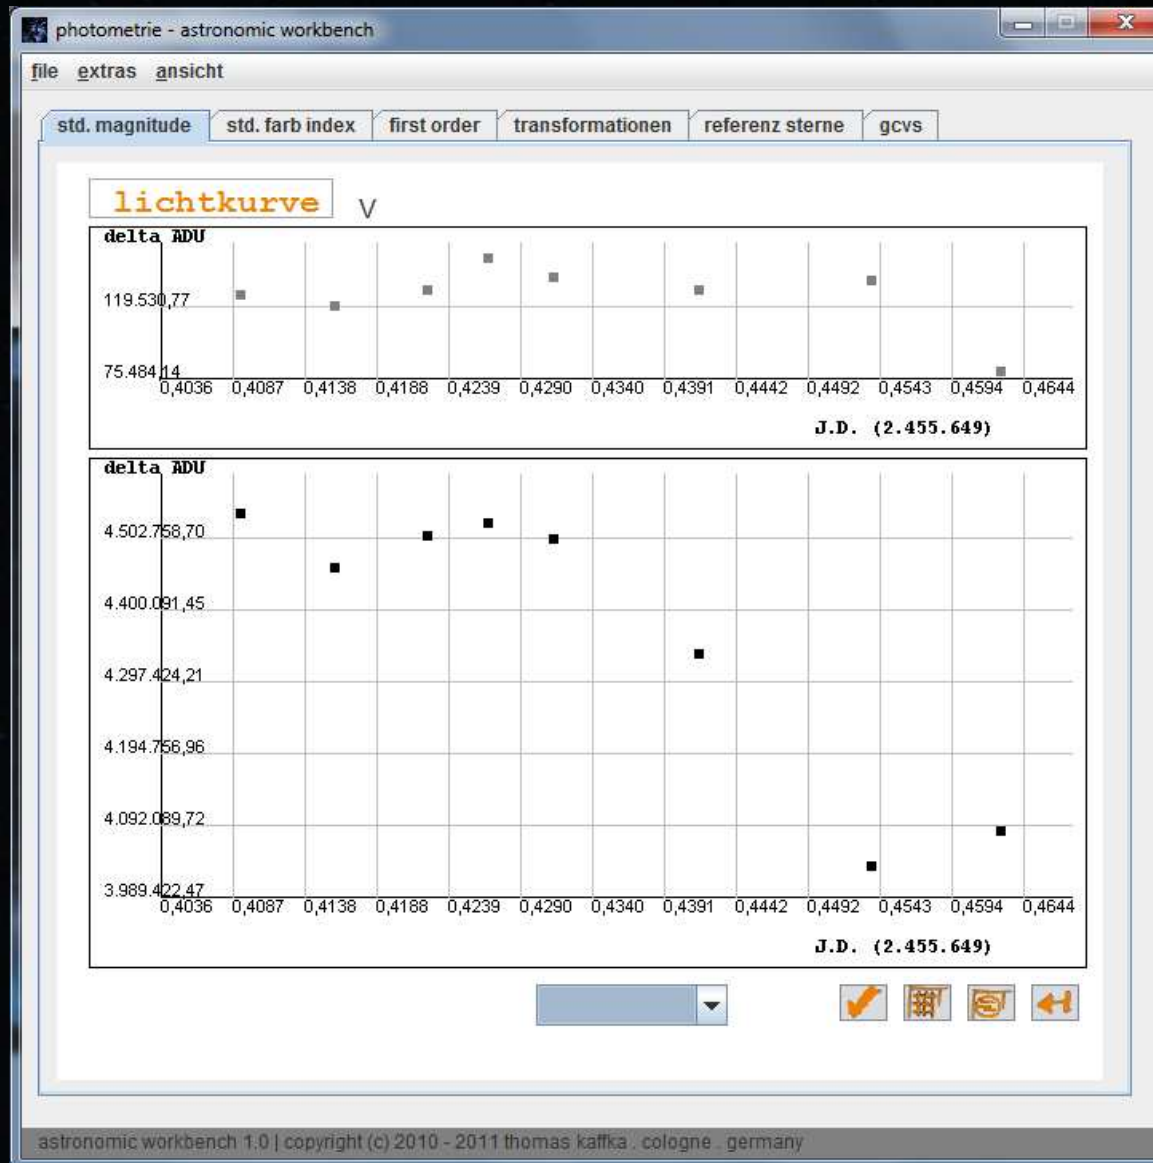 photometrie - astronomic workbench
file extras ansicht
std. magnitude std. farb index first order transformationen referenz sterne gcvs
lichtkurve V
delta ADU
119.530,77
75.484,14
0,4036 0,4087 0,4138 0,4188 0,4239 0,4290 0,4340 0,4391 0,4442 0,4492 0,4543 0,4594 0,4644
J.D. (2.455.649)
delta ADU
4.502.758,70
4.400.091,45
4.297.424,21
4.194.756,96
4.092.089,72
3.989.422,47
0,4036 0,4087 0,4138 0,4188 0,4239 0,4290 0,4340 0,4391 0,4442 0,4492 0,4543 0,4594 0,4644
J.D. (2.455.649)
astronomic workbench 1.0 | copyright (c) 2010 - 2011 thomas kaffka . cologne . germany